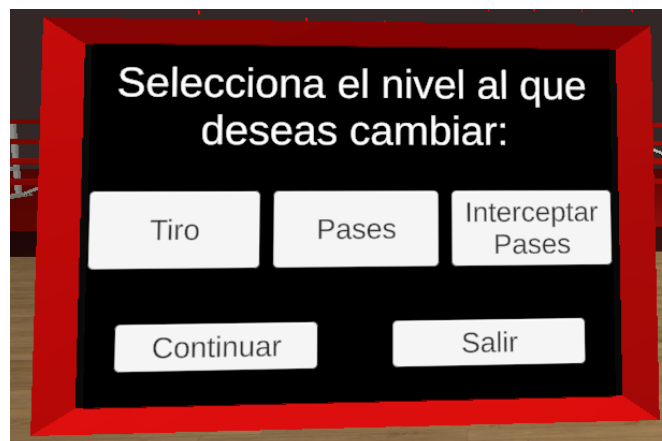 Selecciona el nivel al que
deseas cambiar:
Tiro
Pases
Interceptar
Pases
Continuar
Salir